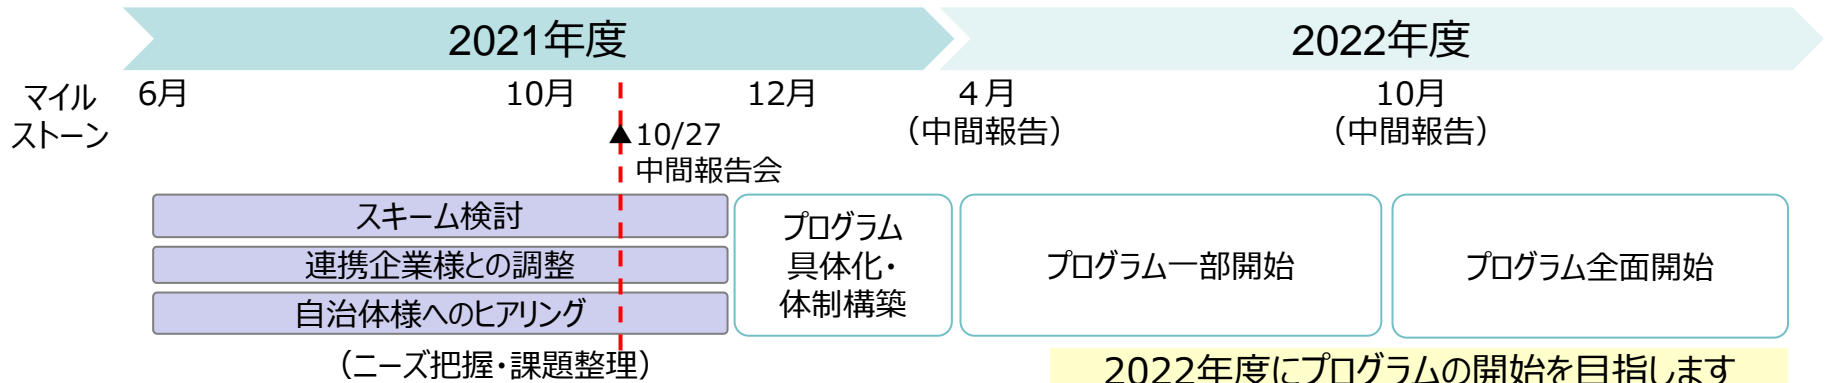 2021年度
2022年度
マイル
ストーン
6月
10月
12月
４月
（中間報告）
10月
（中間報告）
▲10/27
中間報告会
スキーム検討
連携企業様との調整
自治体様へのヒアリング
（ニーズ把握・課題整理）
プログラム
具体化・
体制構築
プログラム一部開始
プログラム全面開始
2022年度にプログラムの開始を目指します